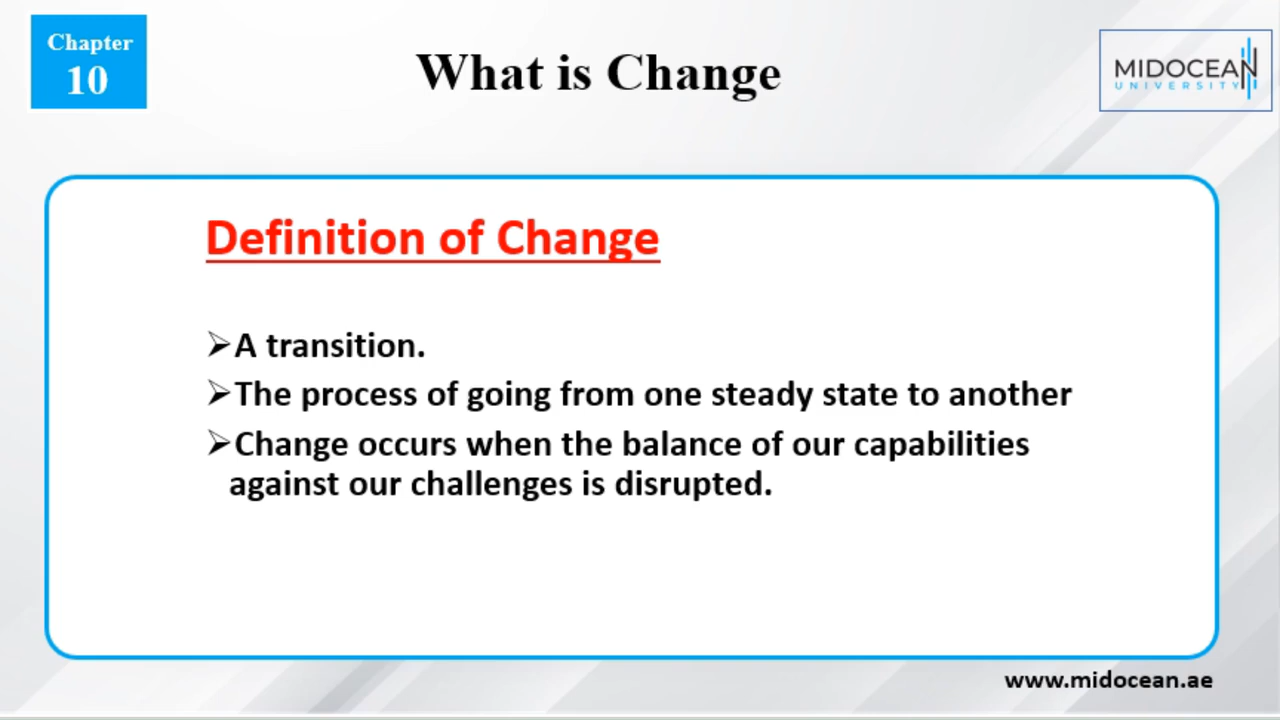 Chapter
10
What is Change
MIDOCEAN
UNIVERSITY
Definition of Change
➢A transition.
➢The process of going from one steady state to another
➢Change occurs when the balance of our capabilities
against our challenges is disrupted.
www.midocean.ae